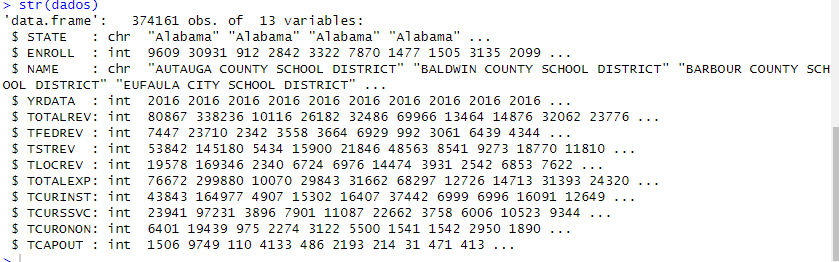 > str(dados)
'data.frame':   374161 obs. of  13 variables:
 $ STATE   : chr  "Alabama" "Alabama" "Alabama" "Alabama" ...
 $ ENROLL  : int  9609 30931 912 2842 3322 7870 1477 1505 3135 2099 ...
 $ NAME    : chr  "AUTAUGA COUNTY SCHOOL DISTRICT" "BALDWIN COUNTY SCHOOL DISTRICT" "BARBOUR COUNTY SCH
OOL DISTRICT" "EUFAULA CITY SCHOOL DISTRICT" ...
 $ YRDATA  : int  2016 2016 2016 2016 2016 2016 2016 2016 2016 2016 ...
 $ TOTALREV: int  80867 338236 10116 26182 32486 69966 13464 14876 32062 23776 ...
 $ TFEDREV : int  7447 23710 2342 3558 3664 6929 992 3061 6439 4344 ...
 $ TSTREV  : int  53842 145180 5434 15900 21846 48563 8541 9273 18770 11810 ...
 $ TLOCREV : int  19578 169346 2340 6724 6976 14474 3931 2542 6853 7622 ...
 $ TOTALEXP: int  76672 299880 10070 29843 31662 68297 12726 14713 31393 24320 ...
 $ TCURINST: int  43843 164977 4907 15302 16407 37442 6999 6996 16091 12649 ...
 $ TCURSSVC: int  23941 97231 3896 7901 11087 22662 3758 6006 10523 9344 ...
 $ TCURONON: int  6401 19439 975 2274 3122 5500 1541 1542 2950 1890 ...
 $ TCAPOUT : int  1506 9749 110 4133 486 2193 214 31 471 413 ...
>